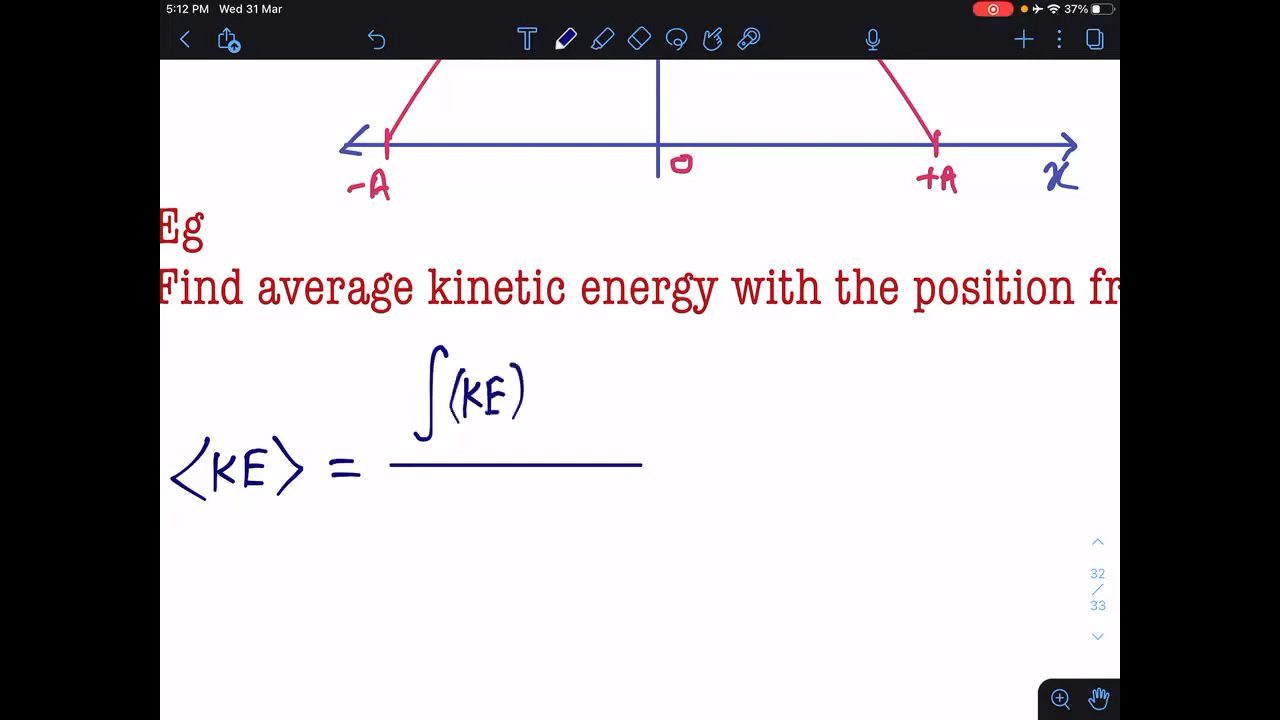 5:12 PM Wed 31 Mar
37%
T
-A
0
+A
x
Eg
Find average kinetic energy with the position fr
∫(KE)
⟨KE⟩ =
32
/
33